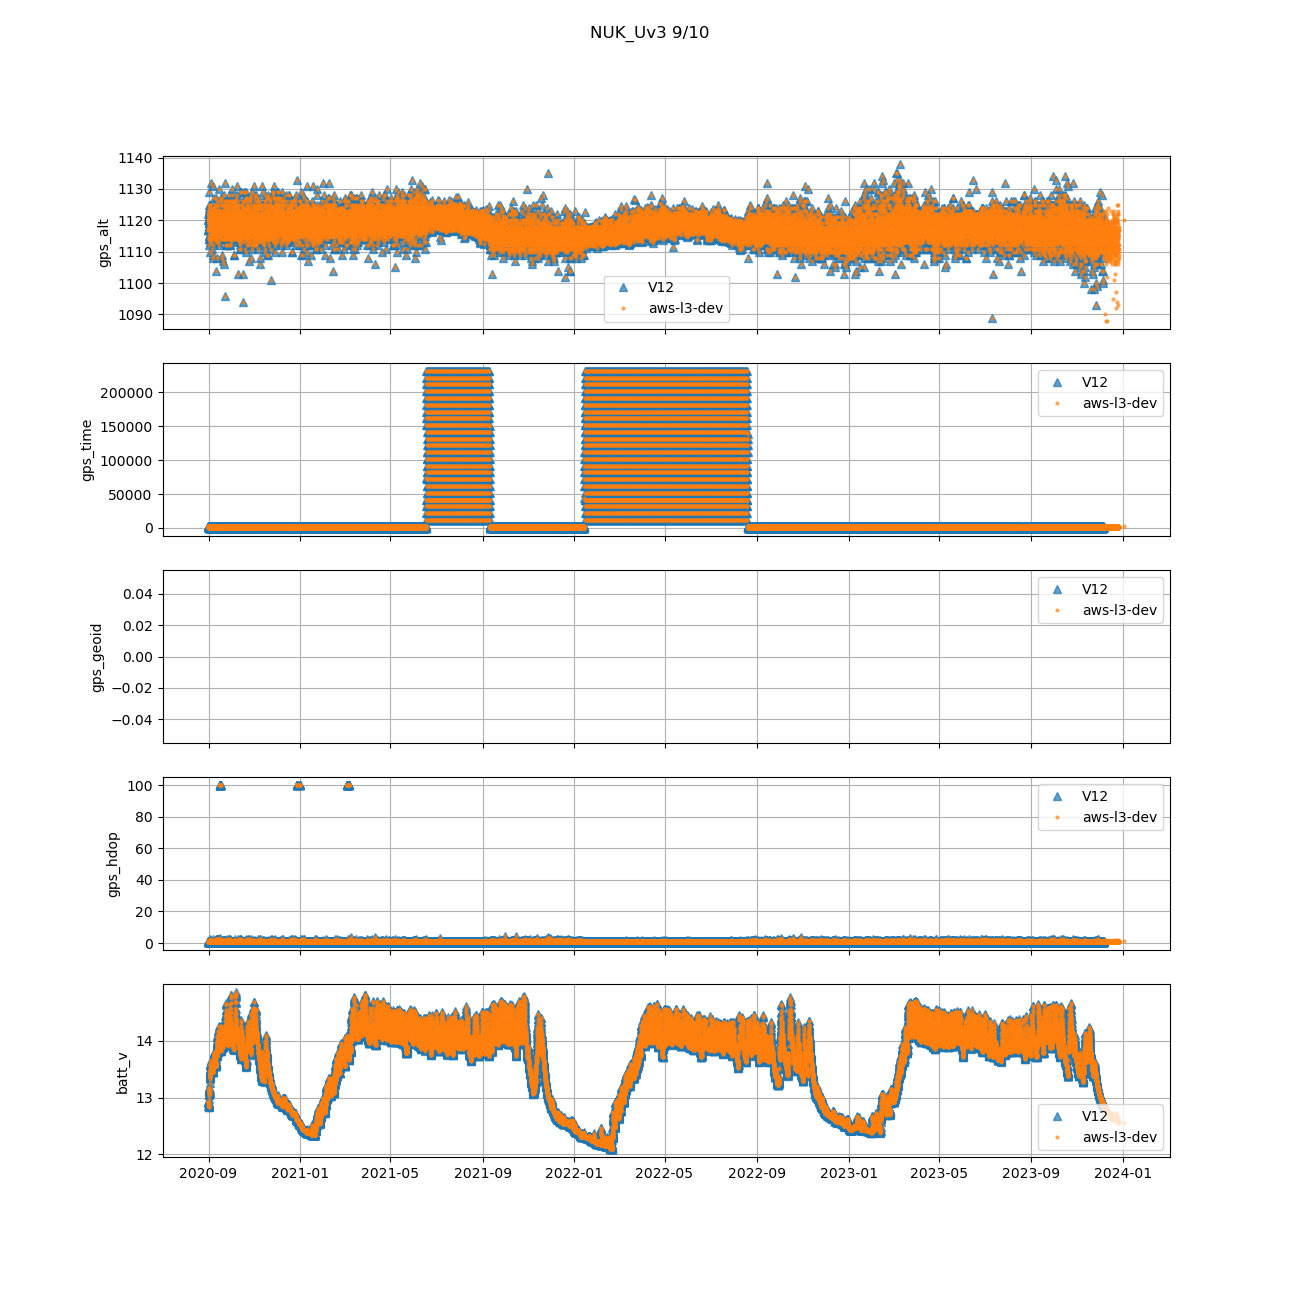 NUK_Uv3 9/10
1140
1130
1120
1110
1100
1090
gps_alt
V12
aws-l3-dev
200000
150000
100000
50000
0
gps_time
V12
aws-l3-dev
0.04
0.02
0.00
−0.02
−0.04
gps_geoid
V12
aws-l3-dev
100
80
60
40
20
0
gps_hdop
V12
aws-l3-dev
14
13
12
batt_v
V12
aws-l3-dev
2020-09 2021-01 2021-05 2021-09 2022-01 2022-05 2022-09 2023-01 2023-05 2023-09 2024-01